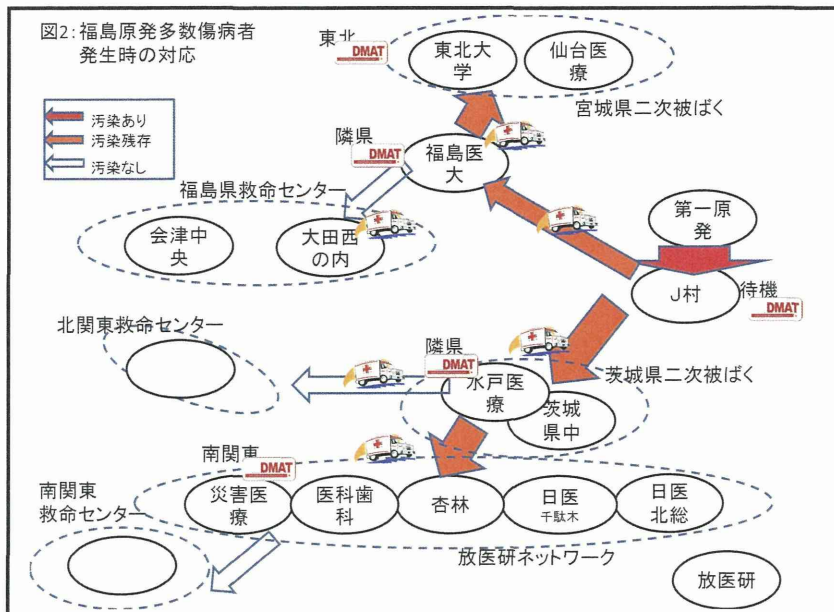 図2:福島原発多数傷病者
発生時の対応
汚染あり
汚染残存
汚染なし
東北
DMAT
東北大
学
仙台医
療
宮城県二次被ばく
隣県
DMAT
福島医
大
福島県救命センター
会津中
央
大田西
の内
第一原
発
J村
待機
DMAT
北関東救命センター
隣県
DMAT
水戸医
療
茨城県二次被ばく
茨城
県中
南関東
DMAT
南関東
救命センター
災害医
療
医科歯
科
杏林
日医
千駄木
日医
北総
放医研ネットワーク
放医研